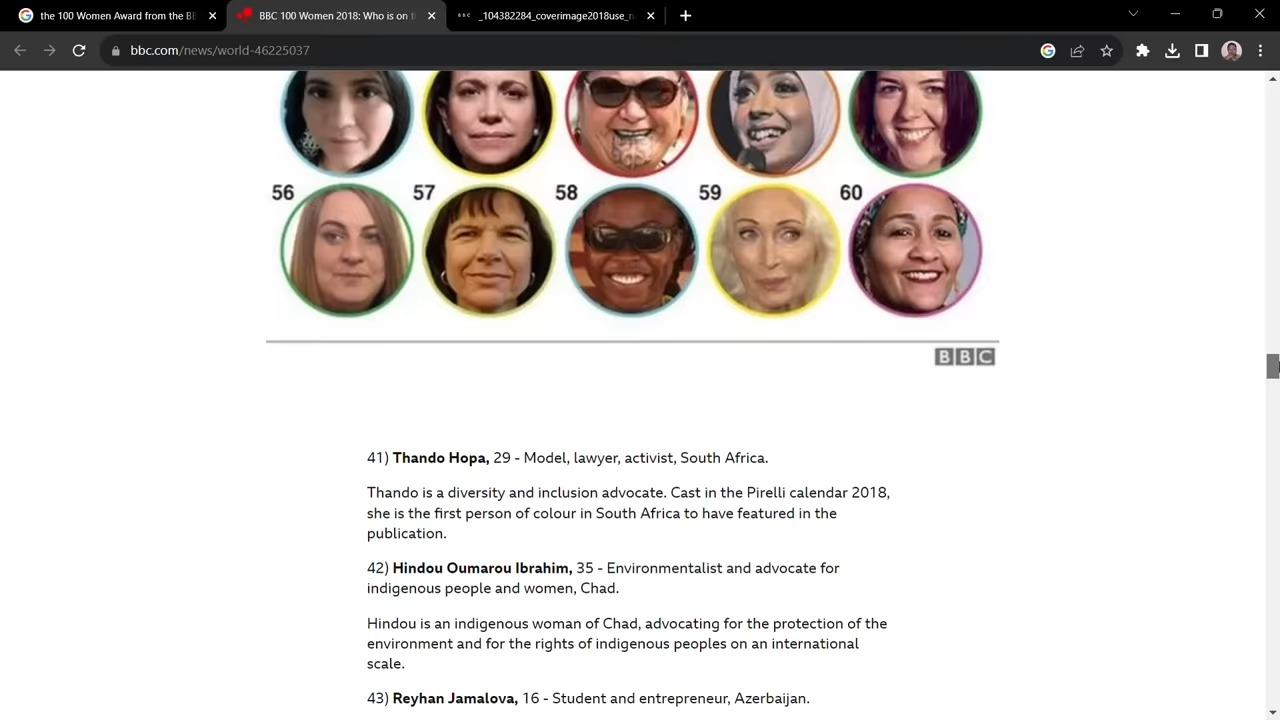 the 100 Women Award from the BB
BBC 100 Women 2018: Who is on t
BBC _104382284_coverimage2018use_n
bbc.com/news/world-46225037
56 57 58 59 60
BBC
41) Thando Hopa, 29 - Model, lawyer, activist, South Africa.
Thando is a diversity and inclusion advocate. Cast in the Pirelli calendar 2018,
she is the first person of colour in South Africa to have featured in the
publication.
42) Hindou Oumarou Ibrahim, 35 - Environmentalist and advocate for
indigenous people and women, Chad.
Hindou is an indigenous woman of Chad, advocating for the protection of the
environment and for the rights of indigenous peoples on an international
scale.
43) Reyhan Jamalova, 16 - Student and entrepreneur, Azerbaijan.